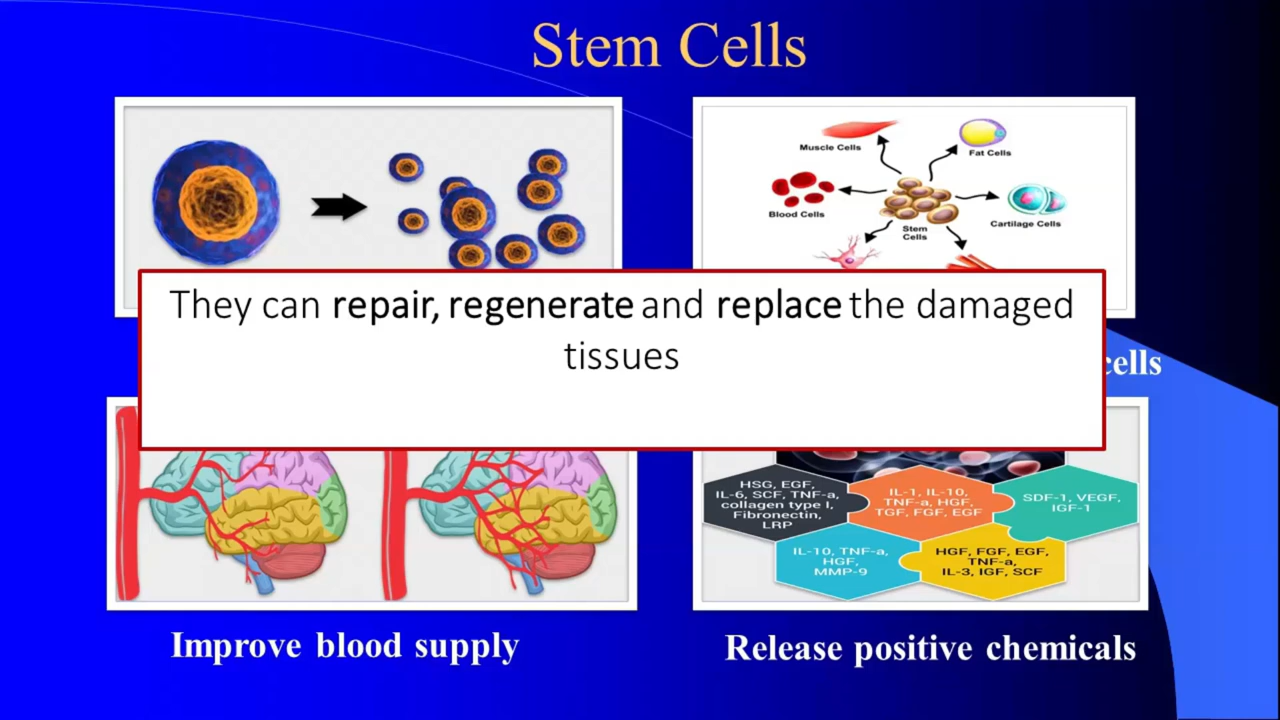 Stem Cells
Muscle Cells
Fat Cells
Blood Cells
Cartilage Cells
Stem
Cells
They can repair, regenerate and replace the damaged
tissues
cells
HSG, EGF,
IL-6, SCF, TNF-a,
collagen type I,
Fibronectin,
LRP
IL-1, IL-10,
TNF-a, HGF,
TGF, FGF, EGF
SDF-1, VEGF,
IGF-1
IL-10, TNF-a,
HGF,
MMP-9
HGF, FGF, EGF,
TNF-a,
IL-3, IGF, SCF
Improve blood supply
Release positive chemicals